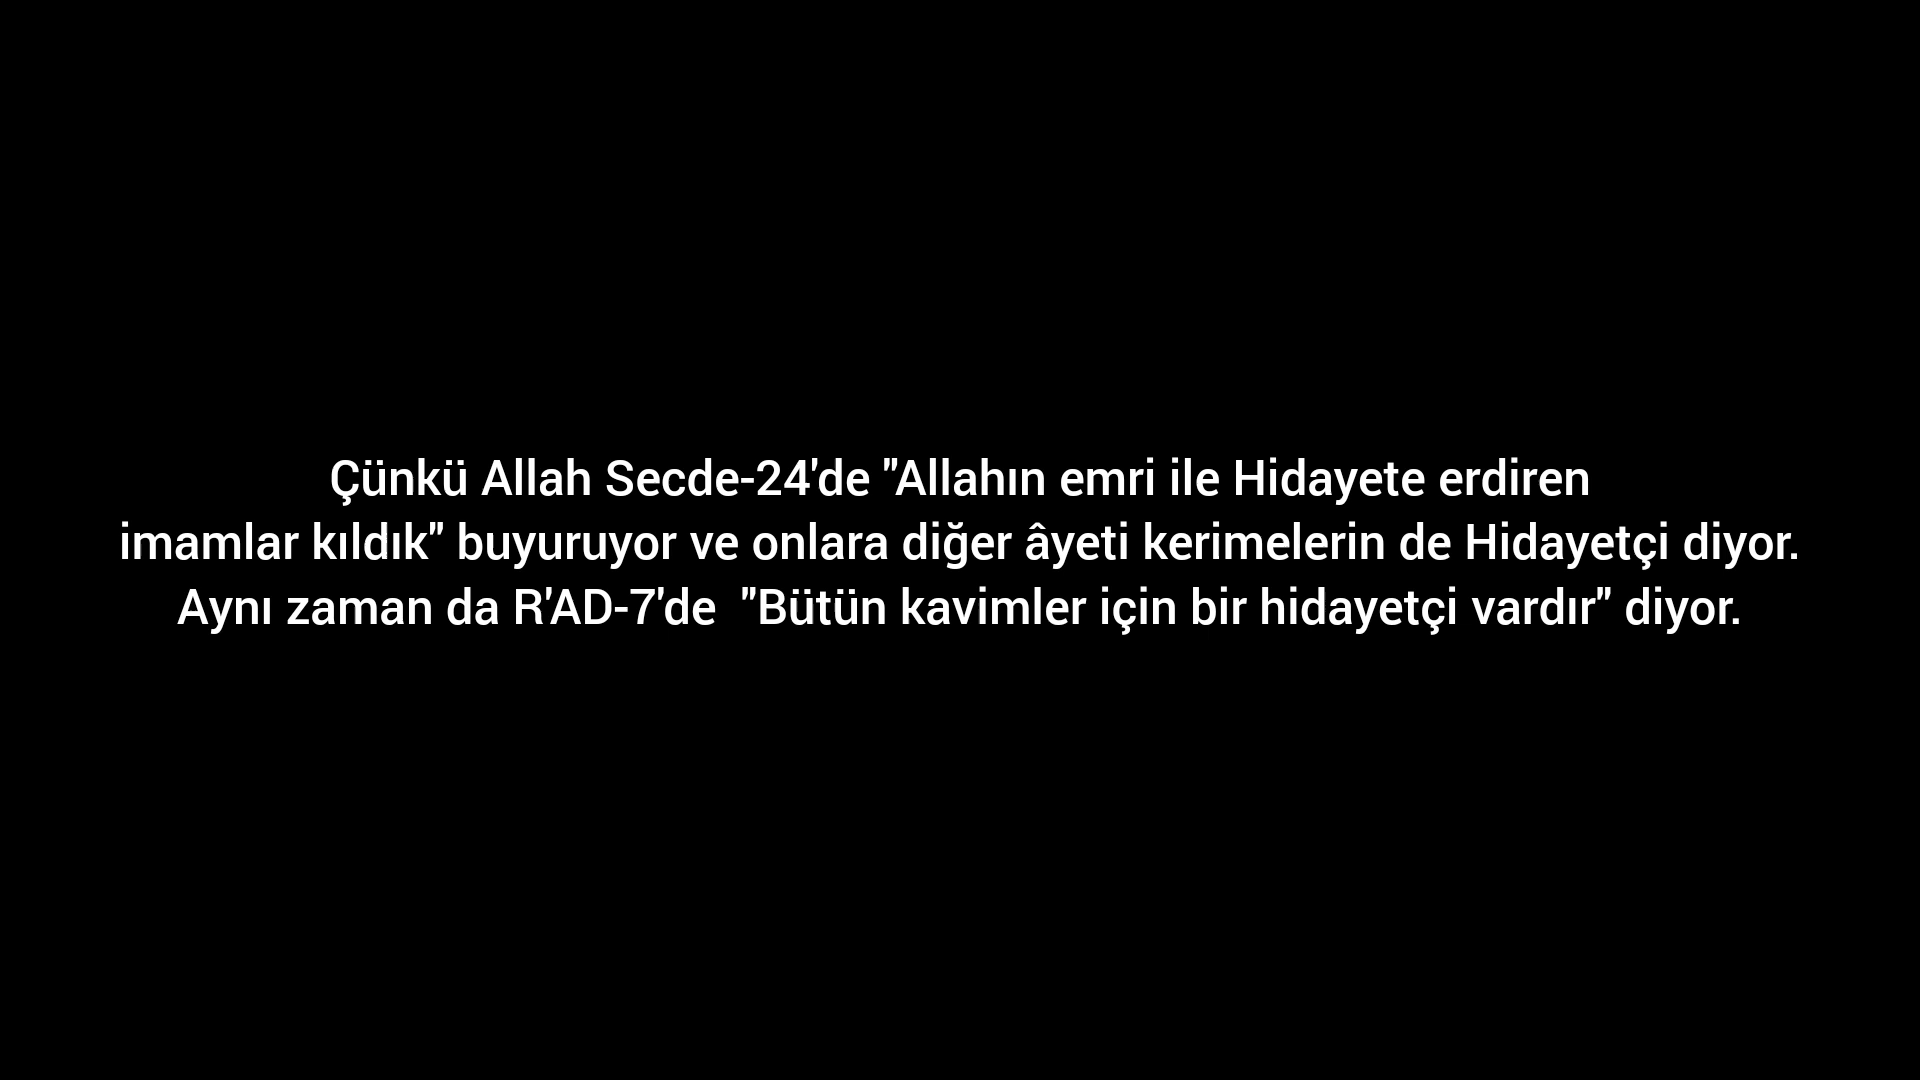 Çünkü Allah Secde-24'de "Allahın emri ile Hidayete erdiren
imamlar kıldık" buyuruyor ve onlara diğer âyeti kerimelerin de Hidayetçi diyor.
Aynı zaman da R'AD-7'de  "Bütün kavimler için bir hidayetçi vardır" diyor.